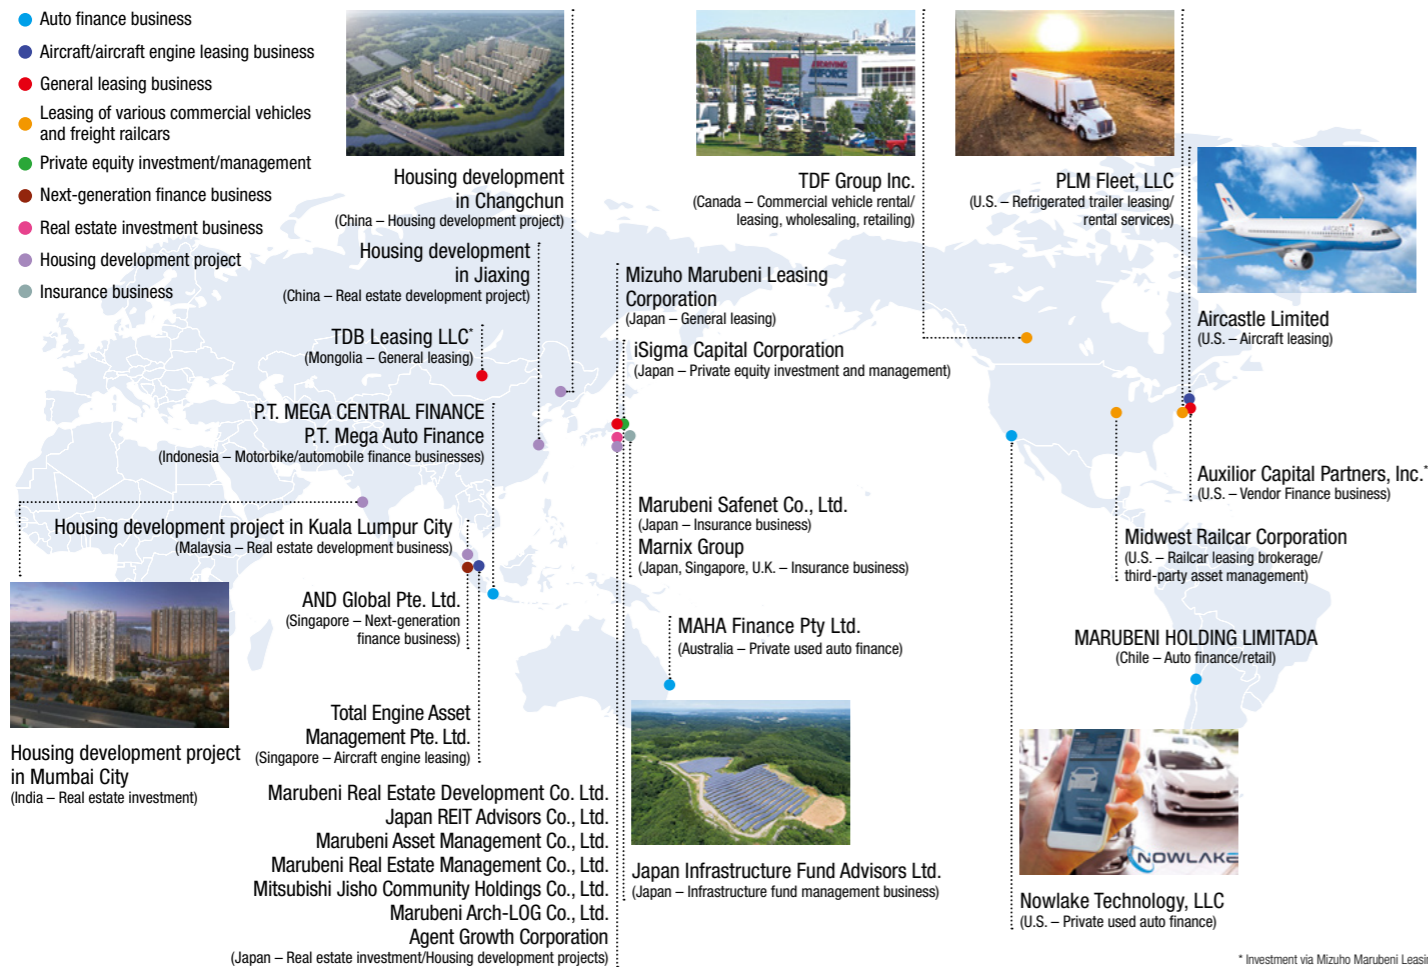 Auto finance business
Aircraft/aircraft engine leasing business
General leasing business
Leasing of various commercial vehicles
and freight railcars
Private equity investment/management
Next-generation finance business
Real estate investment business
Housing development project
Insurance business
Housing development
in Changchun
(China – Housing development project)
Housing development
in Jiaxing
(China – Real estate development project)
TDB Leasing LLC*
(Mongolia – General leasing)
P.T. MEGA CENTRAL FINANCE
P.T. Mega Auto Finance
(Indonesia – Motorbike/automobile finance businesses)
Housing development project in Kuala Lumpur City
(Malaysia – Real estate development business)
AND Global Pte. Ltd.
(Singapore – Next-generation
finance business)
Total Engine Asset
Management Pte. Ltd.
(Singapore – Aircraft engine leasing)
Housing development project
in Mumbai City
(India – Real estate investment)
Marubeni Real Estate Development Co. Ltd.
Japan REIT Advisors Co., Ltd.
Marubeni Asset Management Co., Ltd.
Marubeni Real Estate Management Co., Ltd.
Mitsubishi Jisho Community Holdings Co., Ltd.
Marubeni Arch-LOG Co., Ltd.
Agent Growth Corporation
(Japan – Real estate investment/Housing development projects)
DRIVING
FORCE
TDF Group Inc.
(Canada – Commercial vehicle rental/
leasing, wholesaling, retailing)
PLM Fleet, LLC
(U.S. – Refrigerated trailer leasing/
rental services)
AIRCASTLE
Aircastle Limited
(U.S. – Aircraft leasing)
Mizuho Marubeni Leasing
Corporation
(Japan – General leasing)
iSigma Capital Corporation
(Japan – Private equity investment and management)
Marubeni Safenet Co., Ltd.
(Japan – Insurance business)
Marnix Group
(Japan, Singapore, U.K. – Insurance business)
MAHA Finance Pty Ltd.
(Australia – Private used auto finance)
Japan Infrastructure Fund Advisors Ltd.
(Japan – Infrastructure fund management business)
Auxilior Capital Partners, Inc.*
(U.S. – Vendor Finance business)
Midwest Railcar Corporation
(U.S. – Railcar leasing brokerage/
third-party asset management)
MARUBENI HOLDING LIMITADA
(Chile – Auto finance/retail)
NOWLAKE
Nowlake Technology, LLC
(U.S. – Private used auto finance)
* Investment via Mizuho Marubeni Leasin